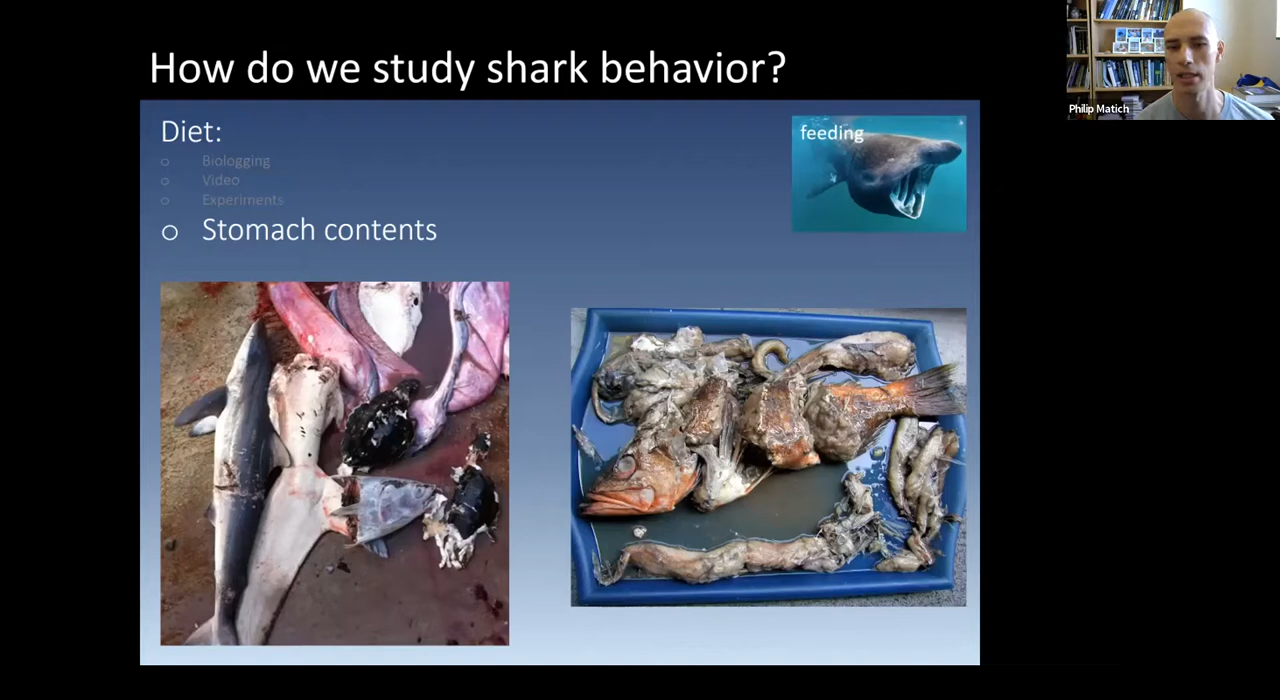 How do we study shark behavior?
Philip Matich
Diet:
feeding
o Biologging
o Video
o Experiments
o Stomach contents